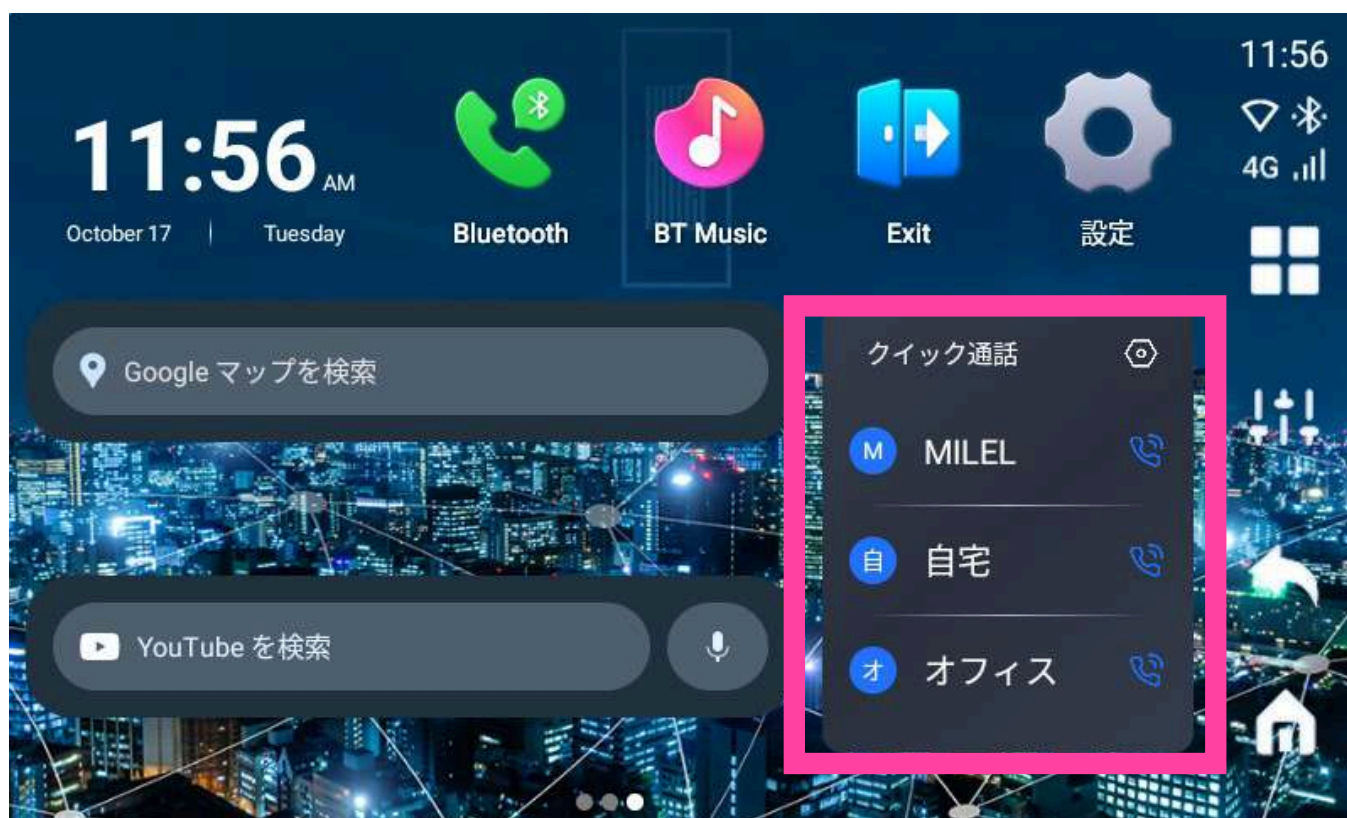 11:56
11:56 AM
October 17 | Tuesday
Bluetooth
BT Music
Exit
設定
4G
Google マップを検索
クイック通話
M MILEL
自 自宅
オ オフィス
YouTube を検索